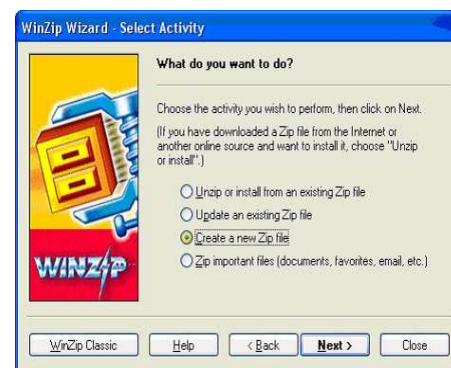 WinZip Wizard - Select Activity
What do you want to do?
Choose the activity you wish to perform, then click on Next.
(If you have downloaded a Zip file from the Internet or
another online source and want to install it, choose "Unzip
or install".)
Unzip or install from an existing Zip file
Update an existing Zip file
Create a new Zip file
Zip important files (documents, favorites, email, etc.)
WINZIP
WinZip Classic
Help
< Back
Next >
Close